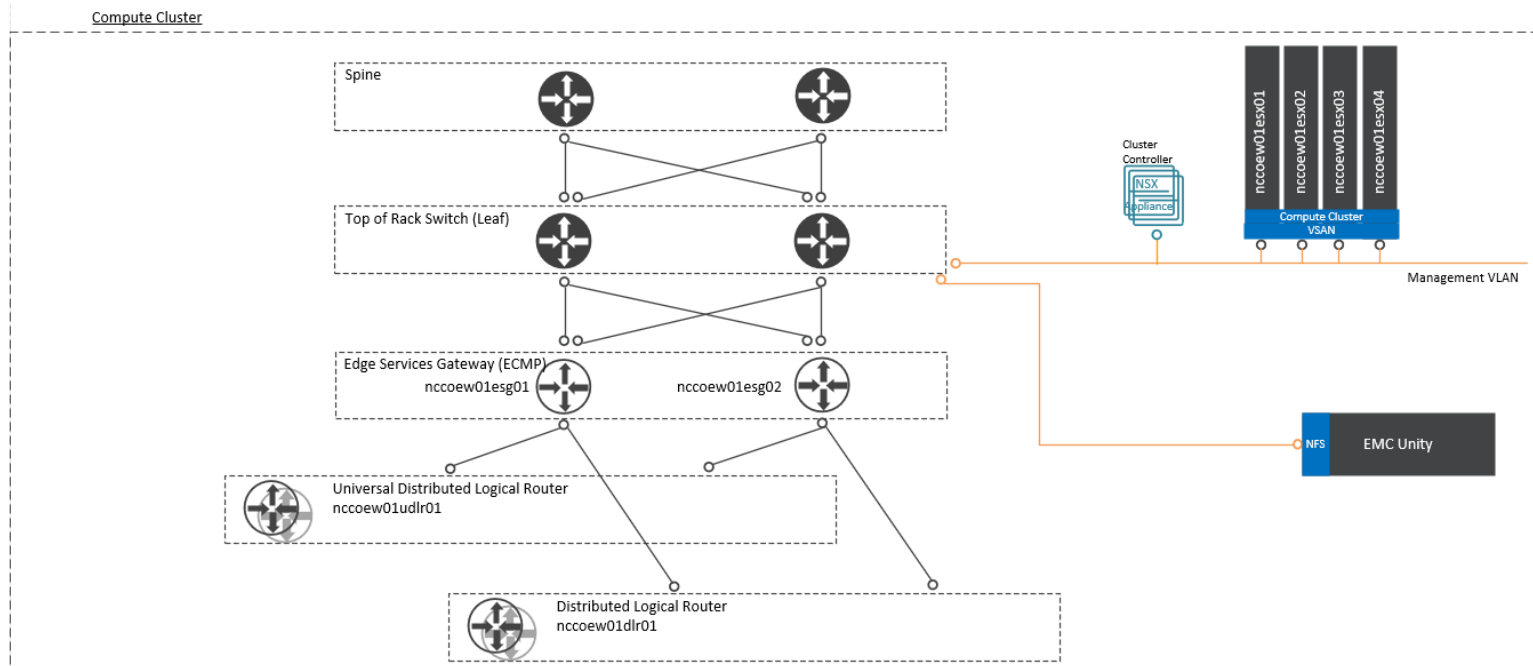 Compute Cluster
Spine
Top of Rack Switch (Leaf)
Edge Services Gateway (ECMP)
nccoew01esg01
nccoew01esg02
Universal Distributed Logical Router
nccoew01udlr01
Distributed Logical Router
nccoew01dlr01
Cluster
Controller
NSX
Appliance
nccoew01esx01
nccoew01esx02
nccoew01esx03
nccoew01esx04
Compute Cluster
VSAN
Management VLAN
NFS
EMC Unity